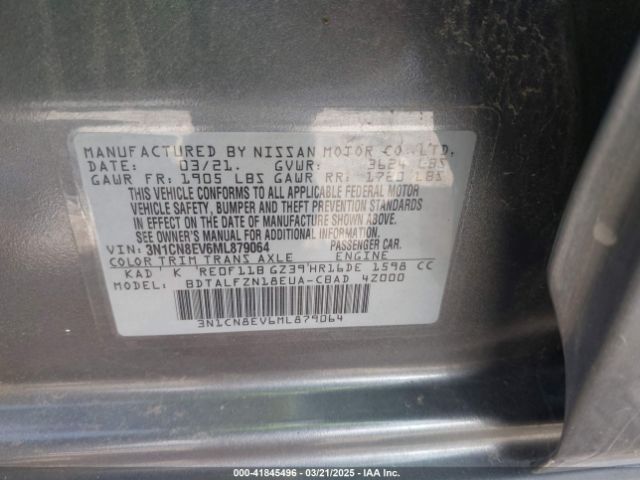 MANUFACTURED BY NISSAN MOTOR CO.,LTD.
DATE: 03/21. GVWR: 3624 LBS
GAWR FR: 1905 LBS GAWR RR: 1720 LBS
THIS VEHICLE CONFORMS TO ALL APPLICABLE FEDERAL MOTOR
VEHICLE SAFETY, BUMPER AND THEFT PREVENTION STANDARDS
IN EFFECT ON THE DATE OF MANUFACTURE SHOWN ABOVE.
SEE OWNER'S MANUAL FOR ADDITIONAL INFORMATION.
VIN: 3N1CN8EV6ML879064 PASSENGER CAR.
COLOR TRIM TRANS AXLE ENGINE
KAD K RE0F11B GZ39 HR16DE 1598 CC
MODEL: BDTALFZN18EUA-CBAD 42000
3N1CN8EV6ML879064
000-41845496 - 03/21/2025 - IAA Inc.